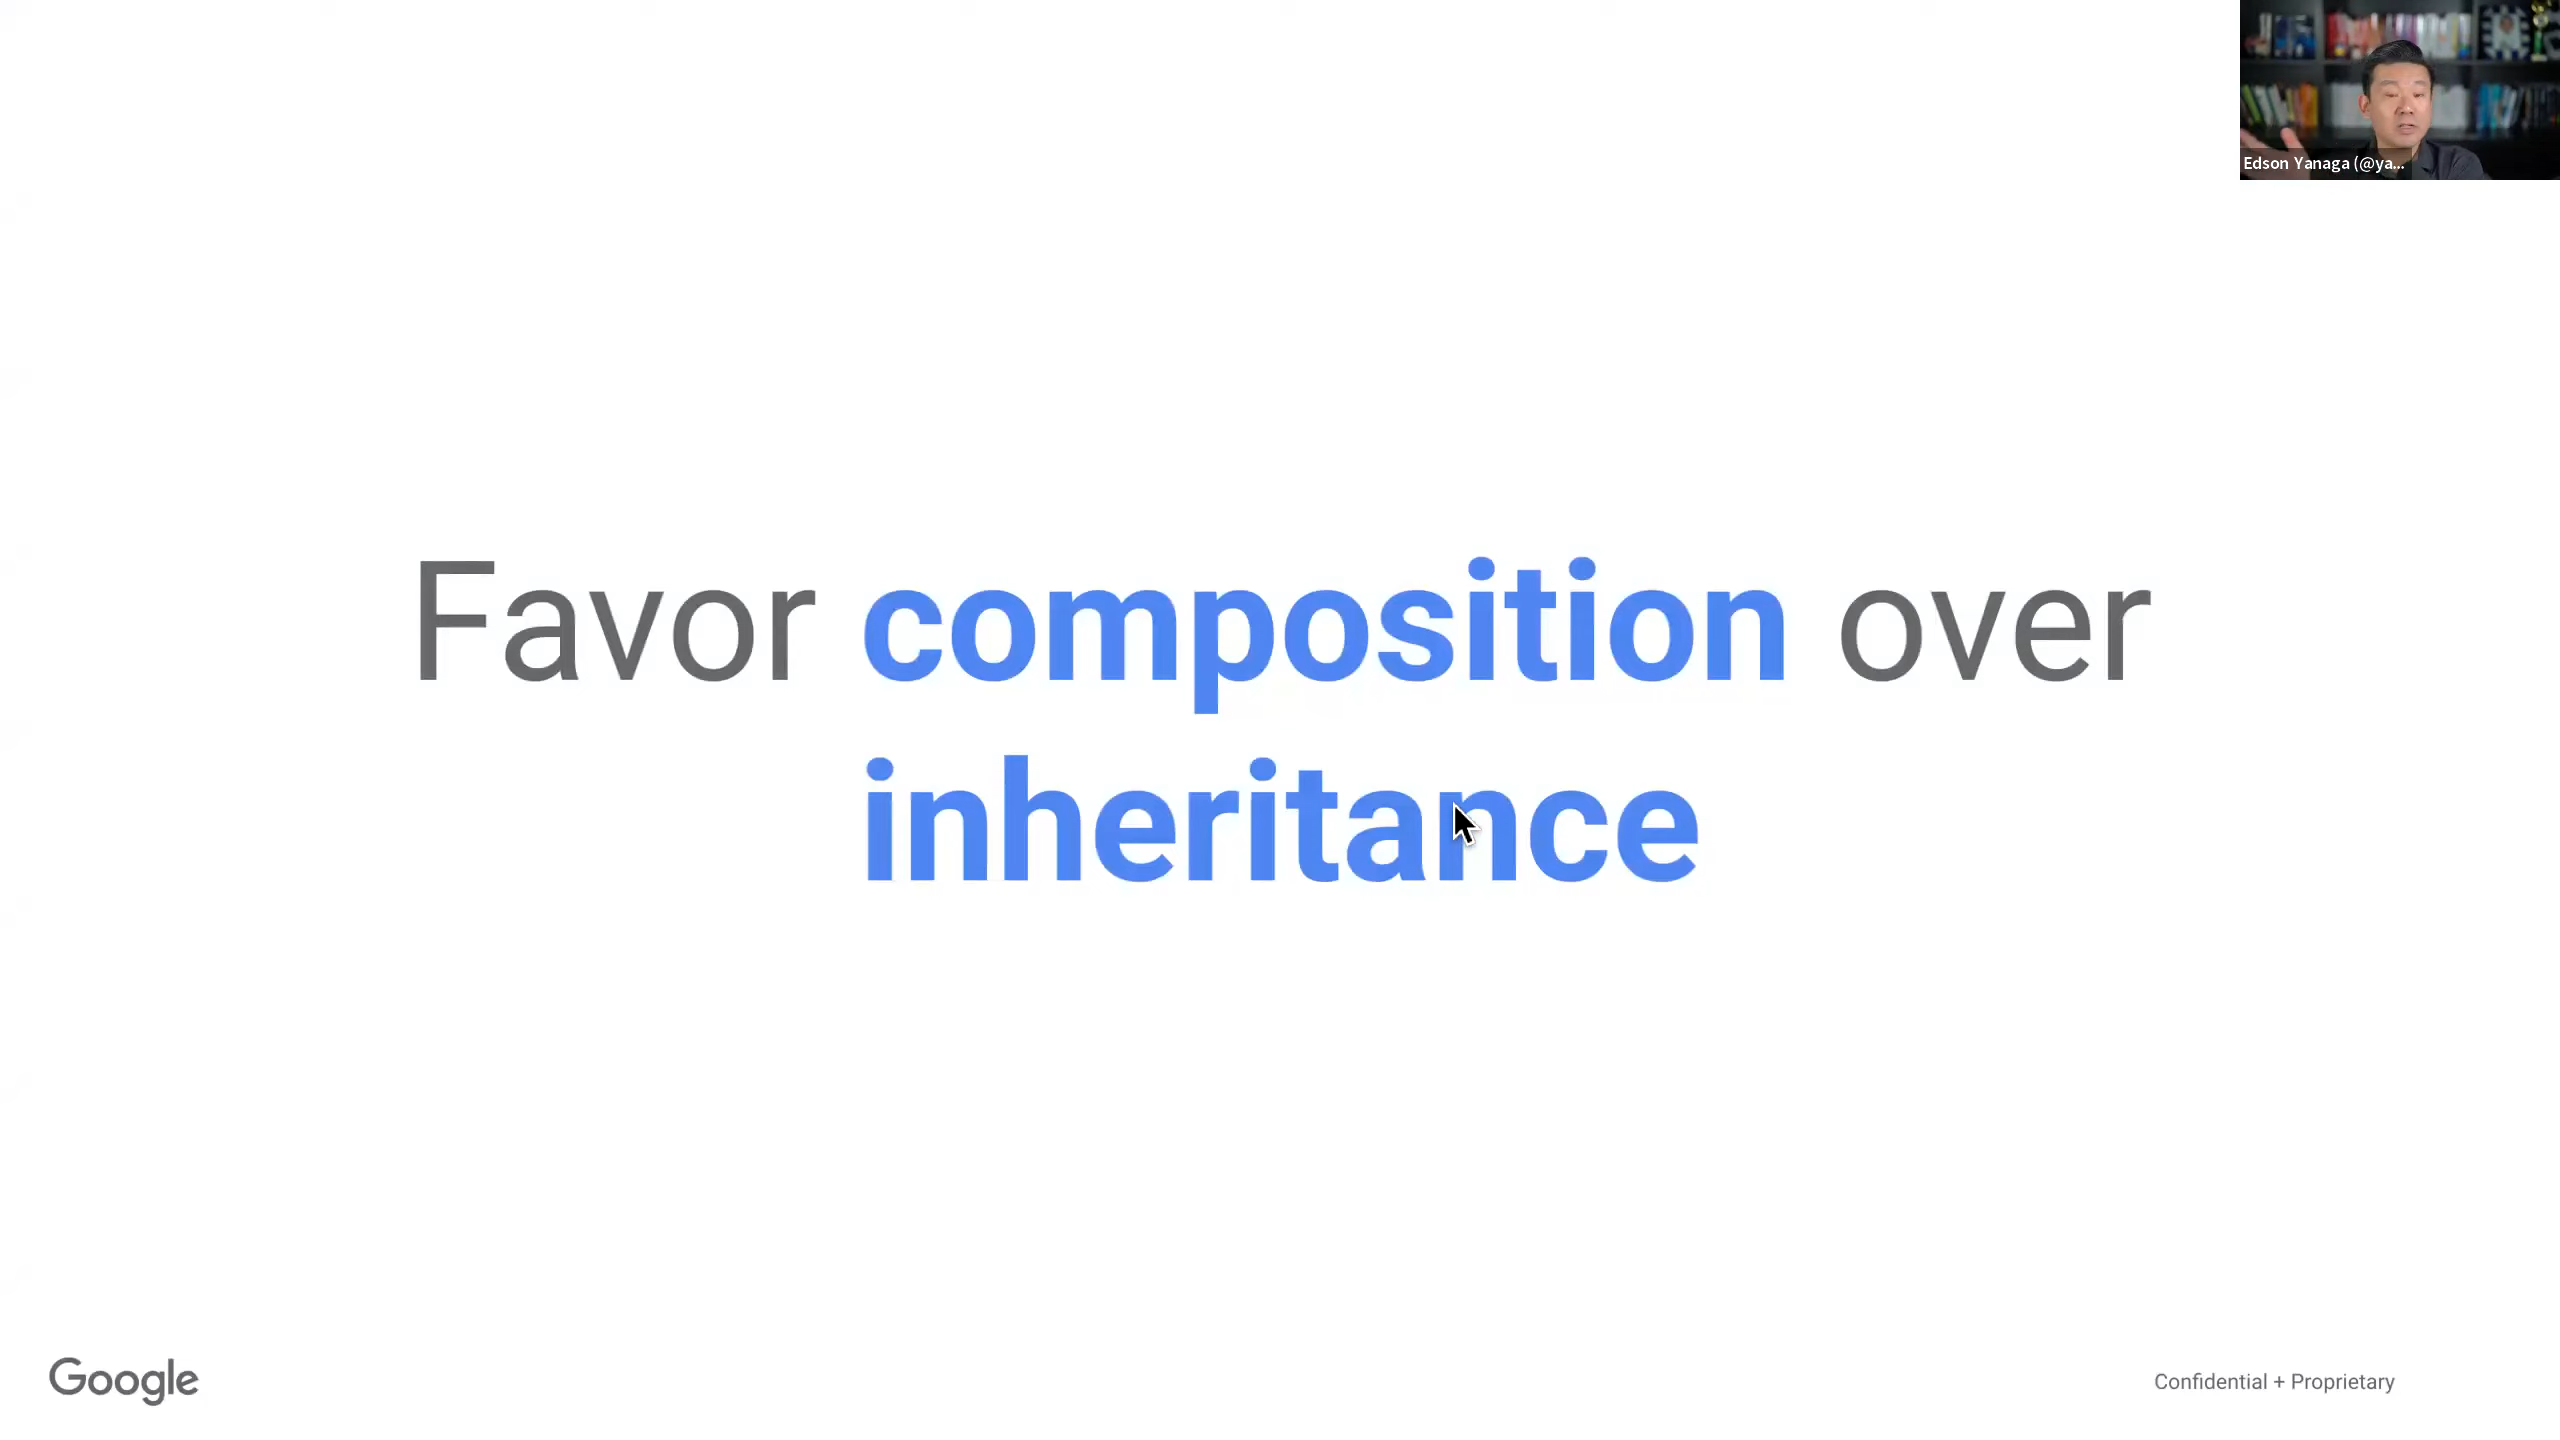 Edson Yanaga (@ya...
Favor composition over
inheritance
Google
Confidential + Proprietary